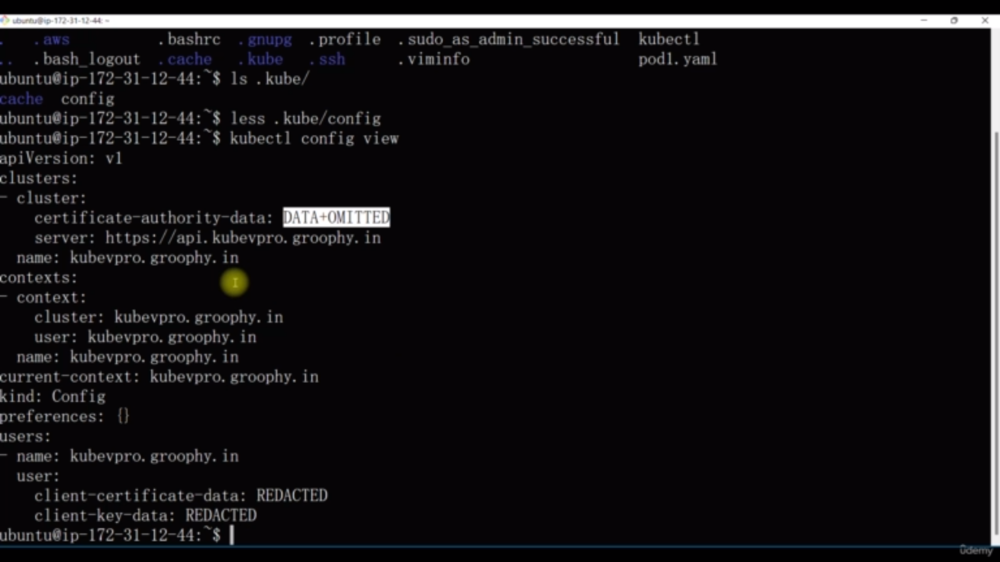 ubuntu@ip-172-31-12-44: ~
. .aws .bashrc .gnupg .profile .sudo_as_admin_successful kubectl
.. .bash_logout .cache .kube .ssh .viminfo pod1.yaml
ubuntu@ip-172-31-12-44:~$ ls .kube/
cache config
ubuntu@ip-172-31-12-44:~$ less .kube/config
ubuntu@ip-172-31-12-44:~$ kubectl config view
apiVersion: v1
clusters:
- cluster:
    certificate-authority-data: DATA+OMITTED
    server: https://api.kubevpro.groophy.in
  name: kubevpro.groophy.in
contexts:
- context:
    cluster: kubevpro.groophy.in
    user: kubevpro.groophy.in
  name: kubevpro.groophy.in
current-context: kubevpro.groophy.in
kind: Config
preferences: {}
users:
- name: kubevpro.groophy.in
  user:
    client-certificate-data: REDACTED
    client-key-data: REDACTED
ubuntu@ip-172-31-12-44:~$
ûdemy